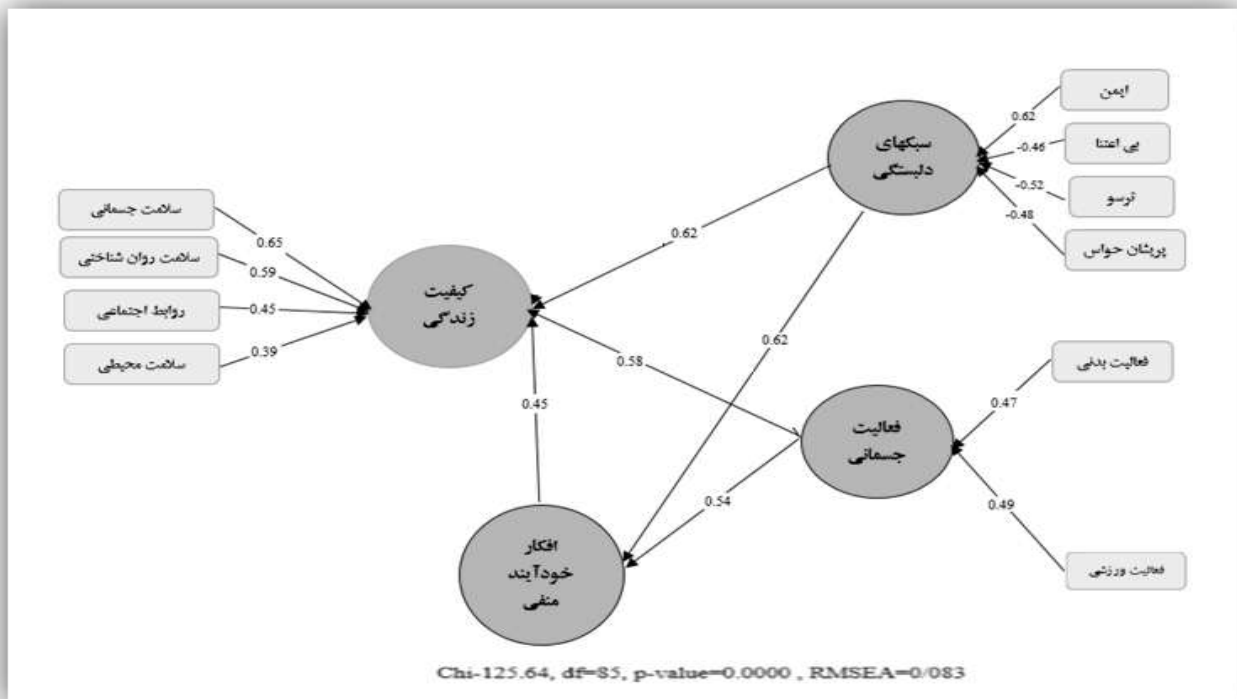 ایمن
0.62
بی اعتنا
-0.46
ترسو
-0.52
پریشان حواس
-0.48
سبکهای
دلبستگی
سلامت جسمانی
0.65
سلامت روان شناختی
0.59
روابط اجتماعی
0.45
سلامت محیطی
0.39
کیفیت
زندگی
0.62
0.62
0.58
0.45
0.54
فعالیت بدنی
0.47
فعالیت
جسمانی
0.49
فعالیت ورزشی
افکار
خودآیند
منفی
Chi-125.64, df=85, p-value=0.0000 , RMSEA=0/083